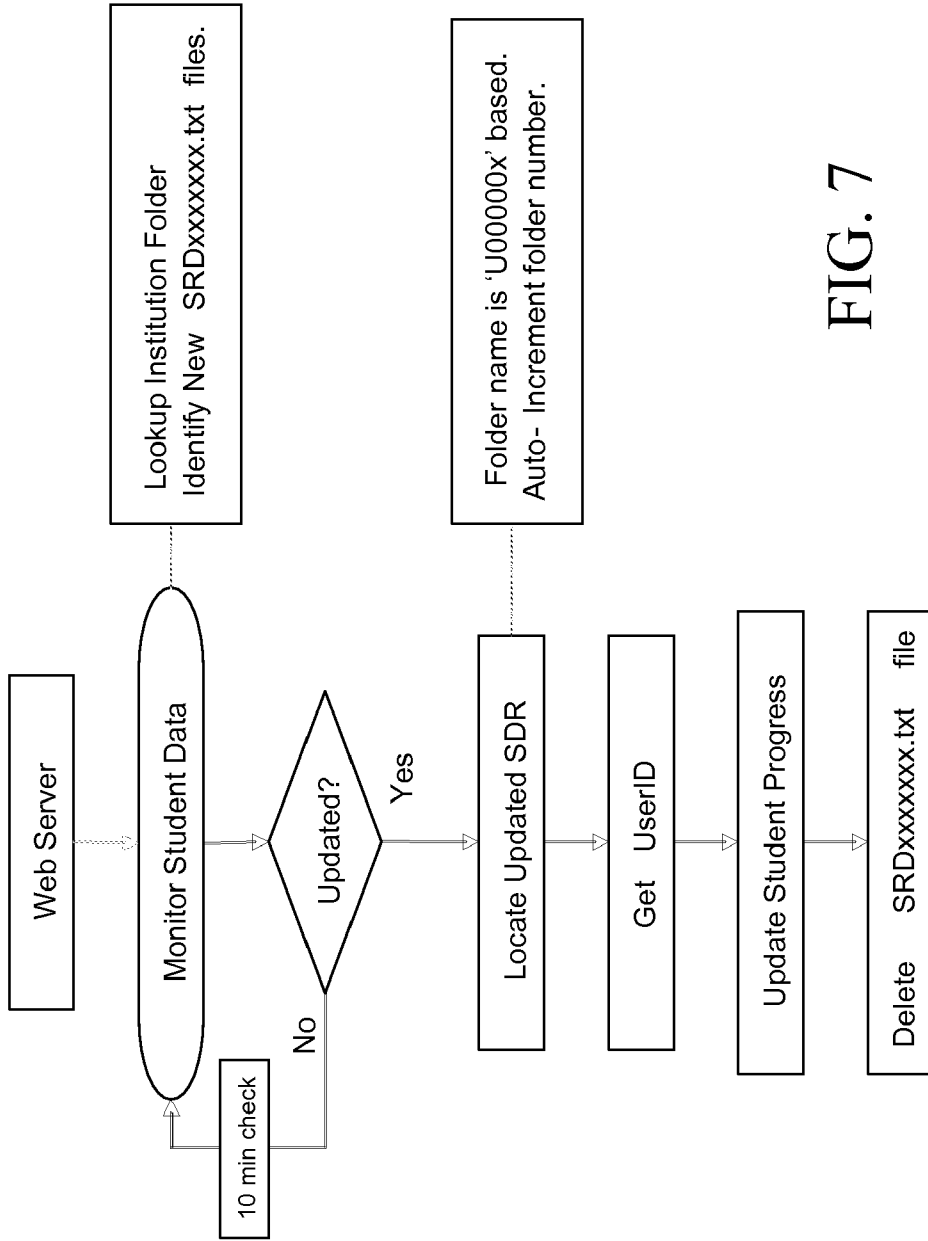 Web Server
Monitor Student Data
Lookup Institution Folder
Identify New SRDxxxxxxx.txt files.
10 min check
Updated?
No
Yes
Locate Updated SDR
Folder name is ‘U00000x’ based.
Auto- Increment folder number.
Get UserID
Update Student Progress
Delete SRDxxxxxxx.txt file
FIG. 7